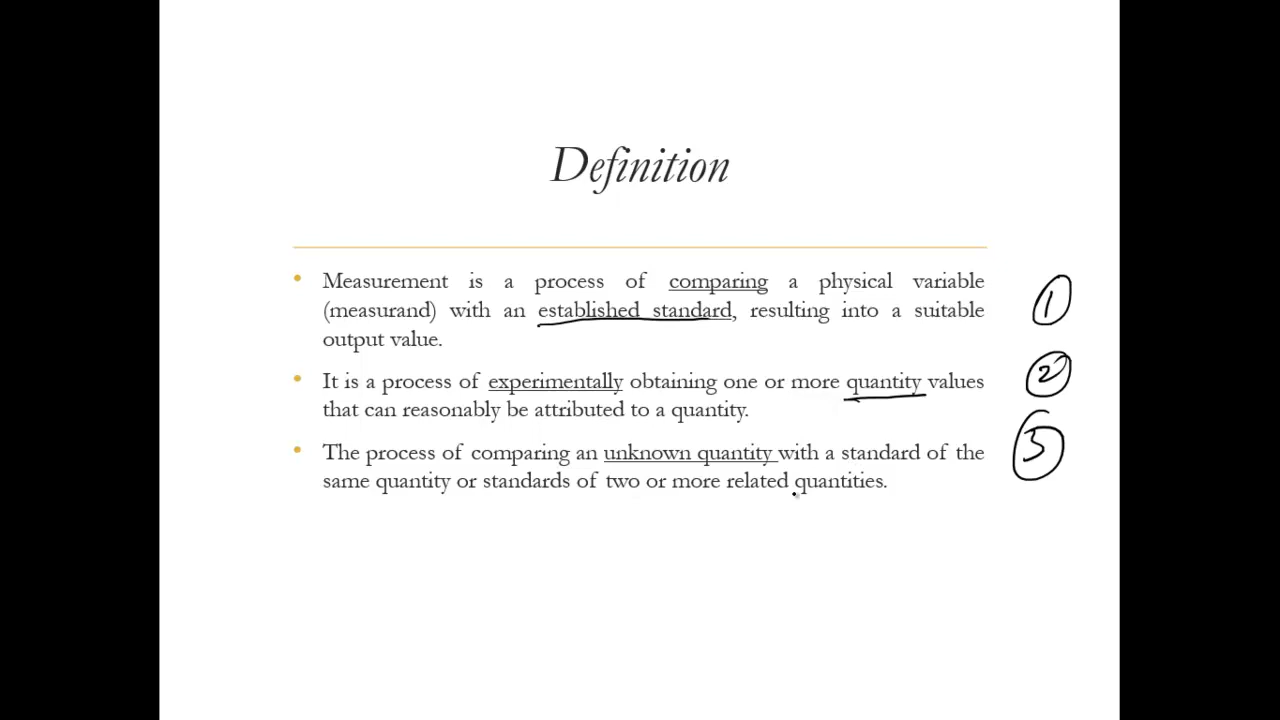 Definition
• Measurement is a process of comparing a physical variable
(measurand) with an established standard, resulting into a suitable
output value.
①
• It is a process of experimentally obtaining one or more quantity values
that can reasonably be attributed to a quantity.
②
• The process of comparing an unknown quantity with a standard of the
same quantity or standards of two or more related quantities.